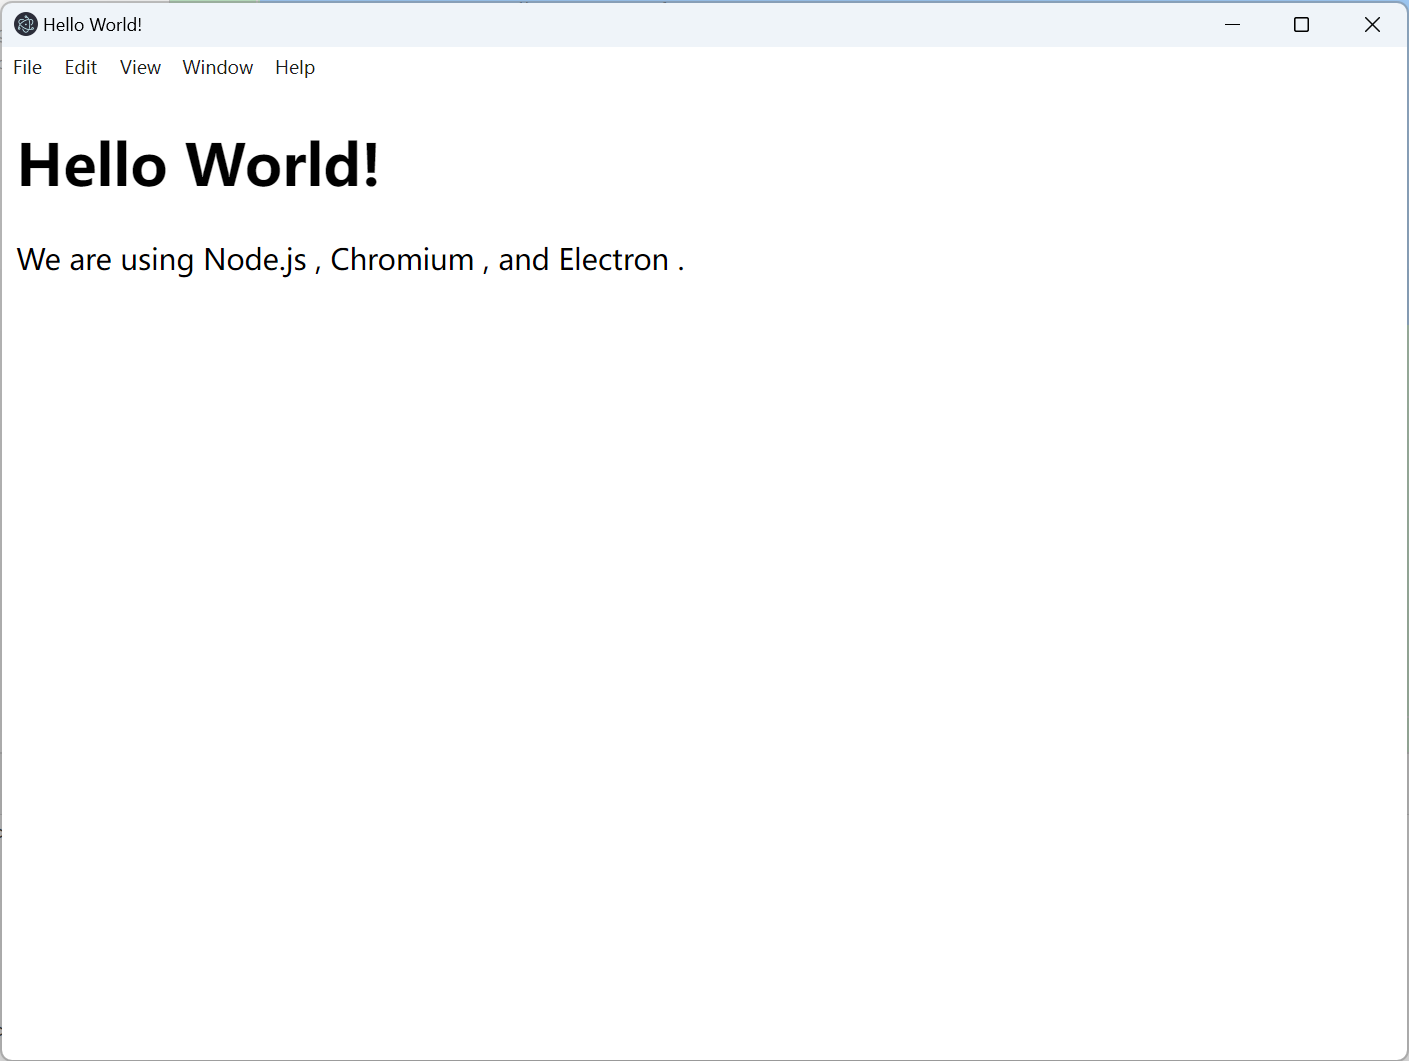 Hello World!
File Edit View Window Help
Hello World!
We are using Node.js , Chromium , and Electron .